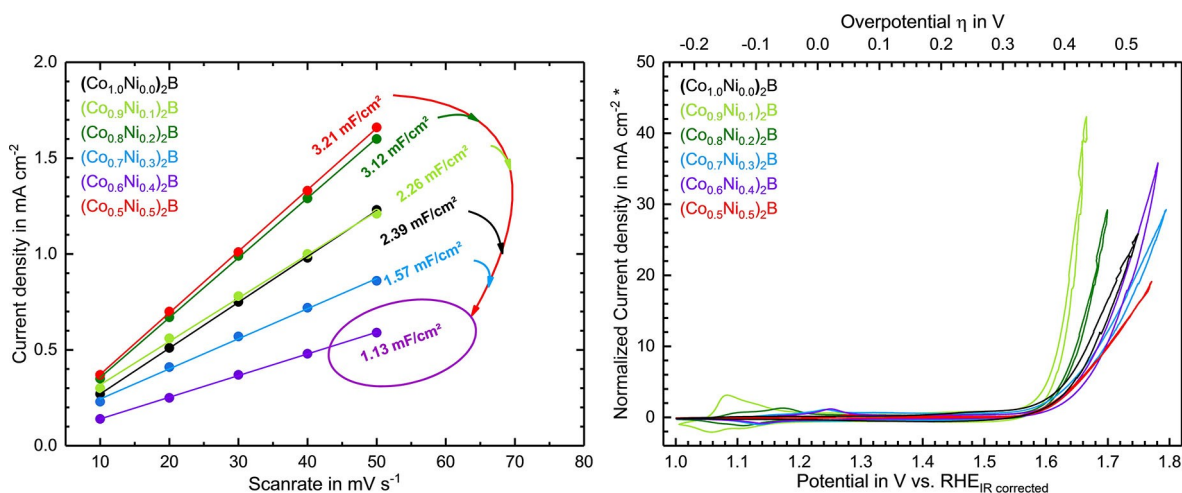 Current density in mA cm⁻²
2.0
1.5
1.0
0.5
0.0
(Co₁.₀Ni₀.₀)₂B
(Co₀.₉Ni₀.₁)₂B
(Co₀.₈Ni₀.₂)₂B
(Co₀.₇Ni₀.₃)₂B
(Co₀.₆Ni₀.₄)₂B
(Co₀.₅Ni₀.₅)₂B
3.21 mF/cm²
3.12 mF/cm²
2.26 mF/cm²
2.39 mF/cm²
1.57 mF/cm²
1.13 mF/cm²
10 20 30 40 50 60 70 80
Scanrate in mV s⁻¹
Overpotential η in V
-0.2 -0.1 0.0 0.1 0.2 0.3 0.4 0.5
Normalized Current density in mA cm⁻² *
50
40
30
20
10
0
(Co₁.₀Ni₀.₀)₂B
(Co₀.₉Ni₀.₁)₂B
(Co₀.₈Ni₀.₂)₂B
(Co₀.₇Ni₀.₃)₂B
(Co₀.₆Ni₀.₄)₂B
(Co₀.₅Ni₀.₅)₂B
1.0 1.1 1.2 1.3 1.4 1.5 1.6 1.7 1.8
Potential in V vs. RHE IR corrected